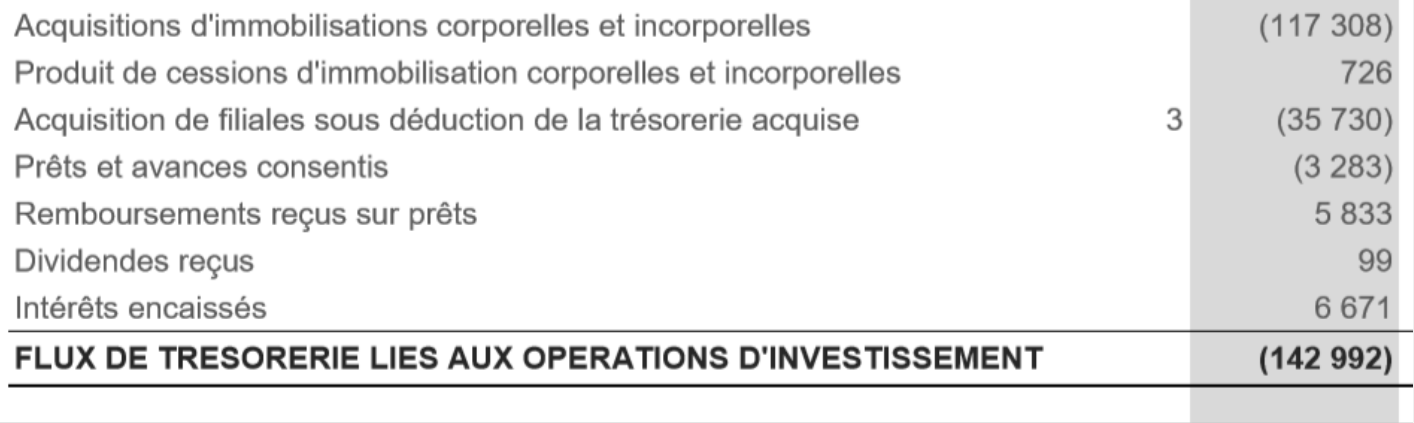 Acquisitions d'immobilisations corporelles et incorporelles (117 308)
Produit de cessions d'immobilisation corporelles et incorporelles 726
Acquisition de filiales sous déduction de la trésorerie acquise 3 (35 730)
Prêts et avances consentis (3 283)
Remboursements reçus sur prêts 5 833
Dividendes reçus 99
Intérêts encaissés 6 671
FLUX DE TRESORERIE LIES AUX OPERATIONS D'INVESTISSEMENT (142 992)